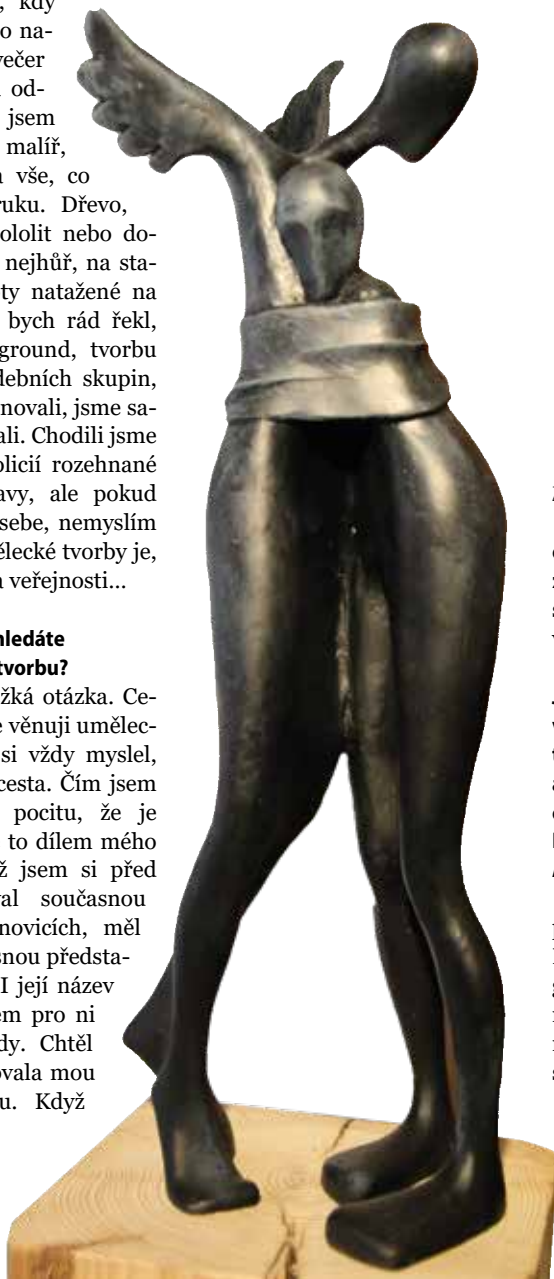 kdy
o na-
večer
od-
jsem
malíř,
vše, co
ruku. Dřevo,
ololit nebo do-
nejhůř, na sta-
ty natažené na
bych rád řekl,
ground, tvorbu
debních skupin,
novali, jsme sa-
ali. Chodili jsme
olicií rozehnané
avy, ale pokud
sebe, nemyslím
ělecké tvorby je,
a veřejnosti...
hledáte
tvorbu?
žká otázka. Ce-
e věnuji umělec-
si vždy myslel,
cesta. Čím jsem
pocitu, že je
to dílem mého
ž jsem si před
val současnou
novicích, měl
snou předsta-
I její název
em pro ni
dy. Chtěl
ovala mou
u. Když